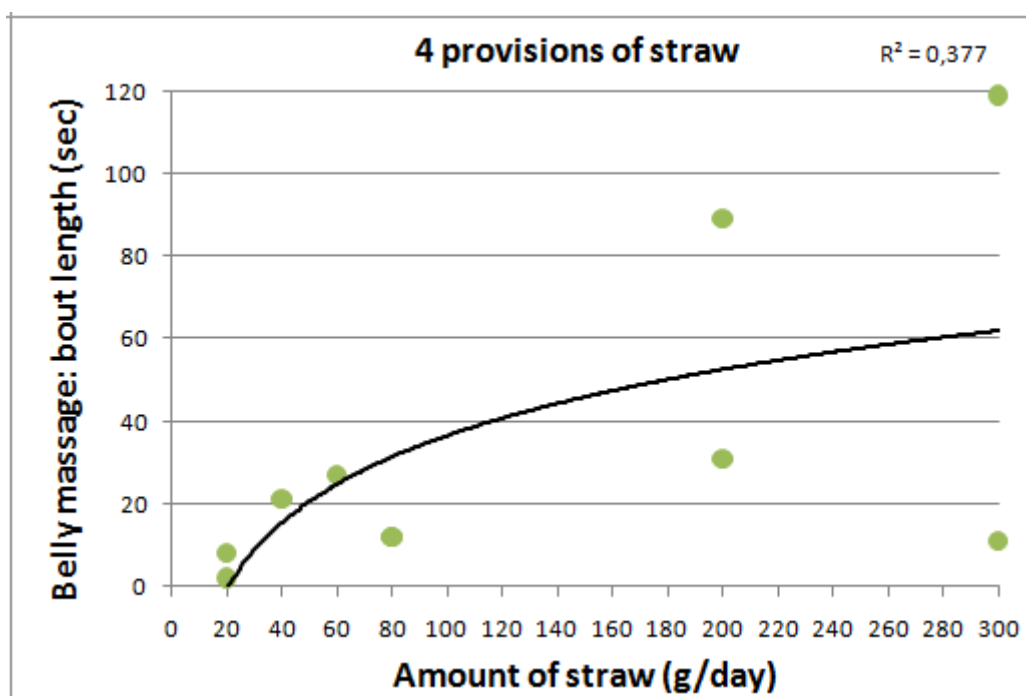 4 provisions of straw
R² = 0,377
Belly massage: bout length (sec)
120
100
80
60
40
20
0
0 20 40 60 80 100 120 140 160 180 200 220 240 260 280 300
Amount of straw (g/day)